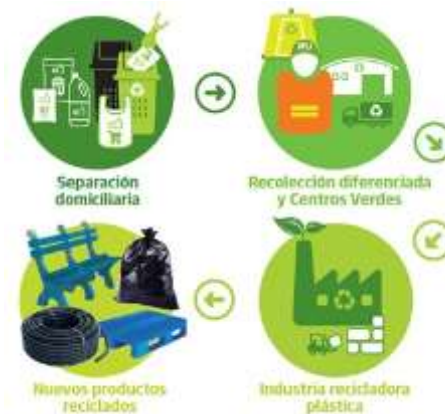 Separación
domiciliaria
Recolección diferenciada
y Centros Verdes
Nuevos productos
reciclados
Industria recicladora
plástica